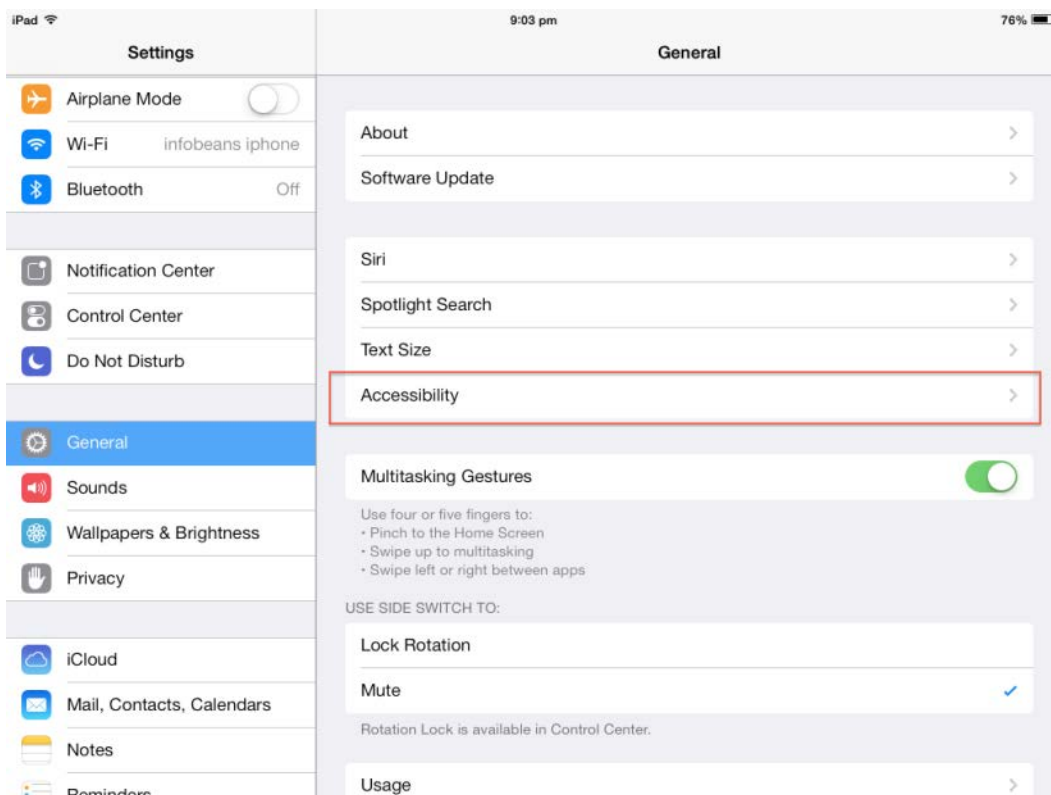 iPad 9:03 pm 76%
Settings
Airplane Mode
Wi-Fi infobeans iphone
Bluetooth Off
Notification Center
Control Center
Do Not Disturb
General
Sounds
Wallpapers & Brightness
Privacy
iCloud
Mail, Contacts, Calendars
Notes
Reminders
General
About
Software Update
Siri
Spotlight Search
Text Size
Accessibility
Multitasking Gestures
Use four or five fingers to:
• Pinch to the Home Screen
• Swipe up to multitasking
• Swipe left or right between apps
USE SIDE SWITCH TO:
Lock Rotation
Mute
Rotation Lock is available in Control Center.
Usage